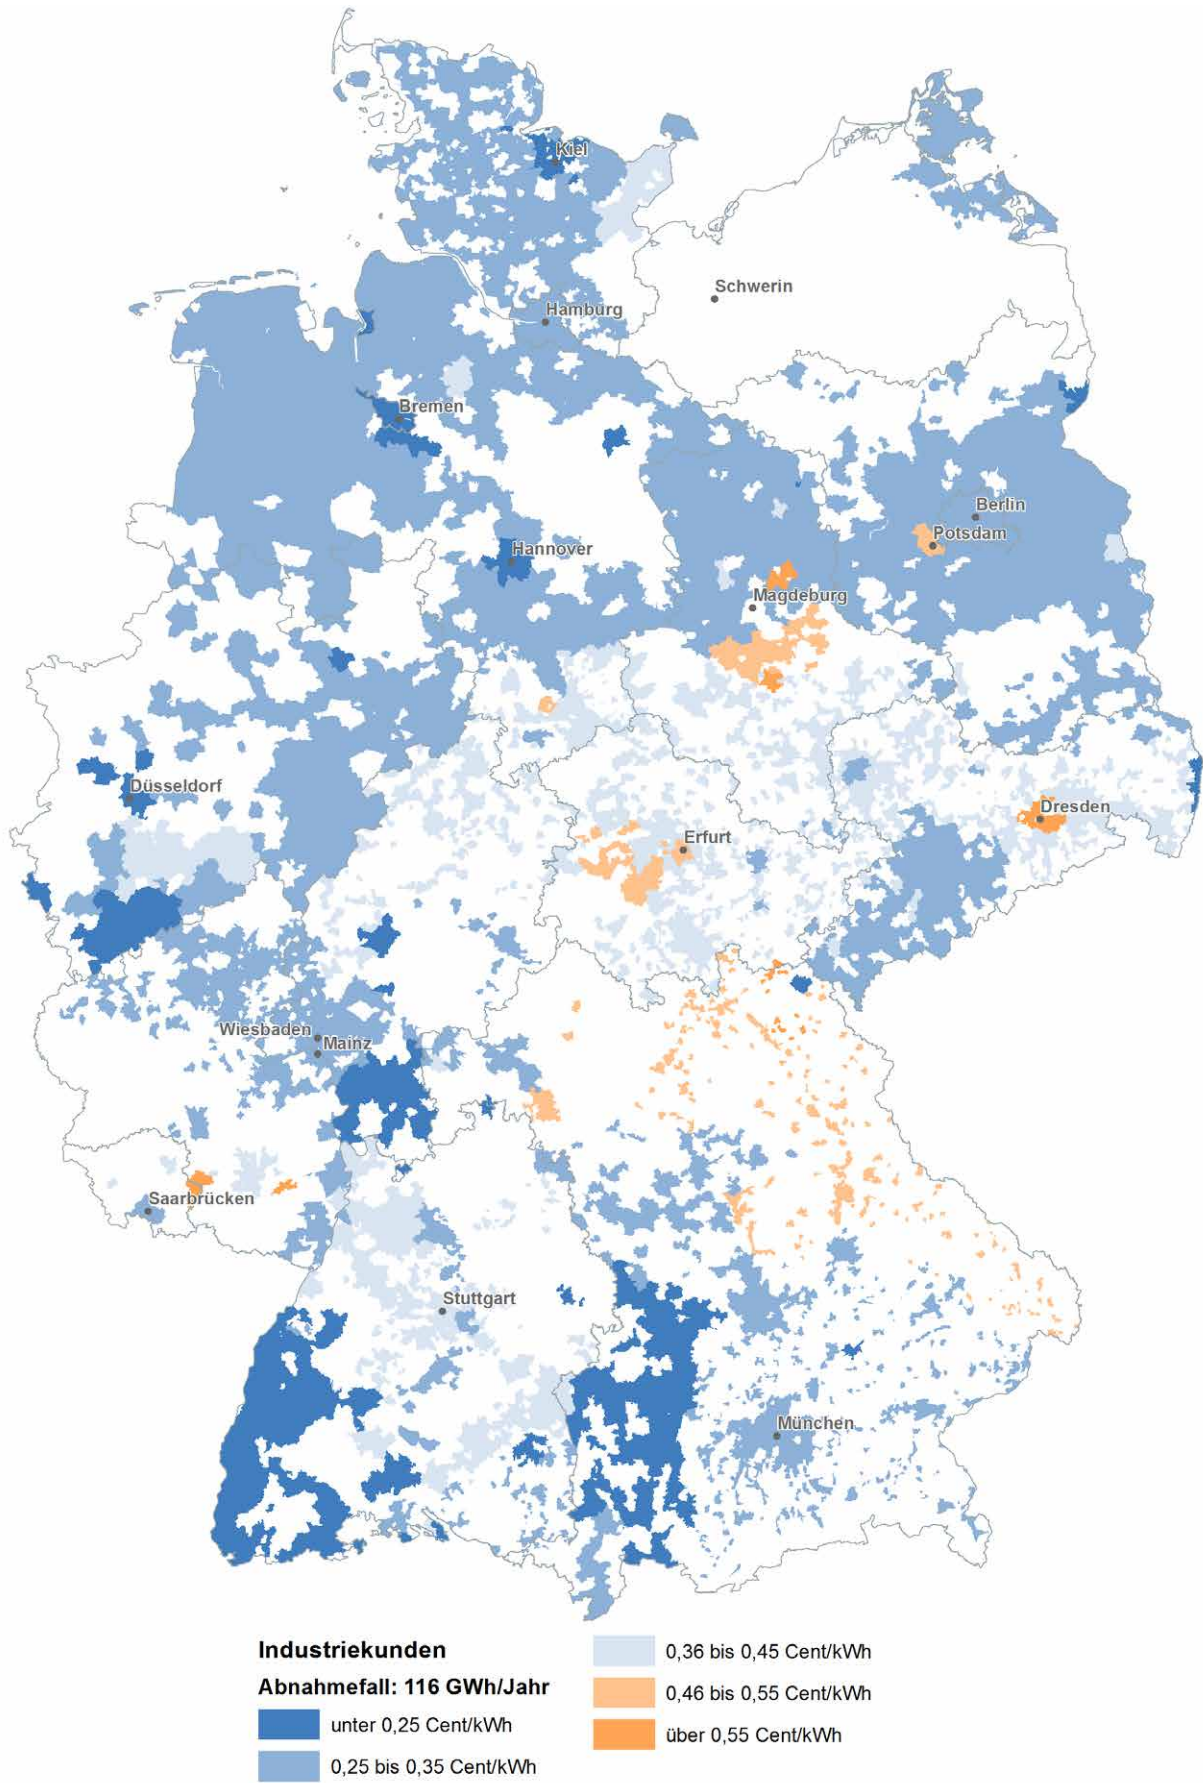 Kiel
Schwerin
Hamburg
Bremen
Berlin
Potsdam
Hannover
Magdeburg
Düsseldorf
Dresden
Erfurt
Wiesbaden
Mainz
Saarbrücken
Stuttgart
München
Industriekunden
Abnahmefall: 116 GWh/Jahr
unter 0,25 Cent/kWh
0,25 bis 0,35 Cent/kWh
0,36 bis 0,45 Cent/kWh
0,46 bis 0,55 Cent/kWh
über 0,55 Cent/kWh